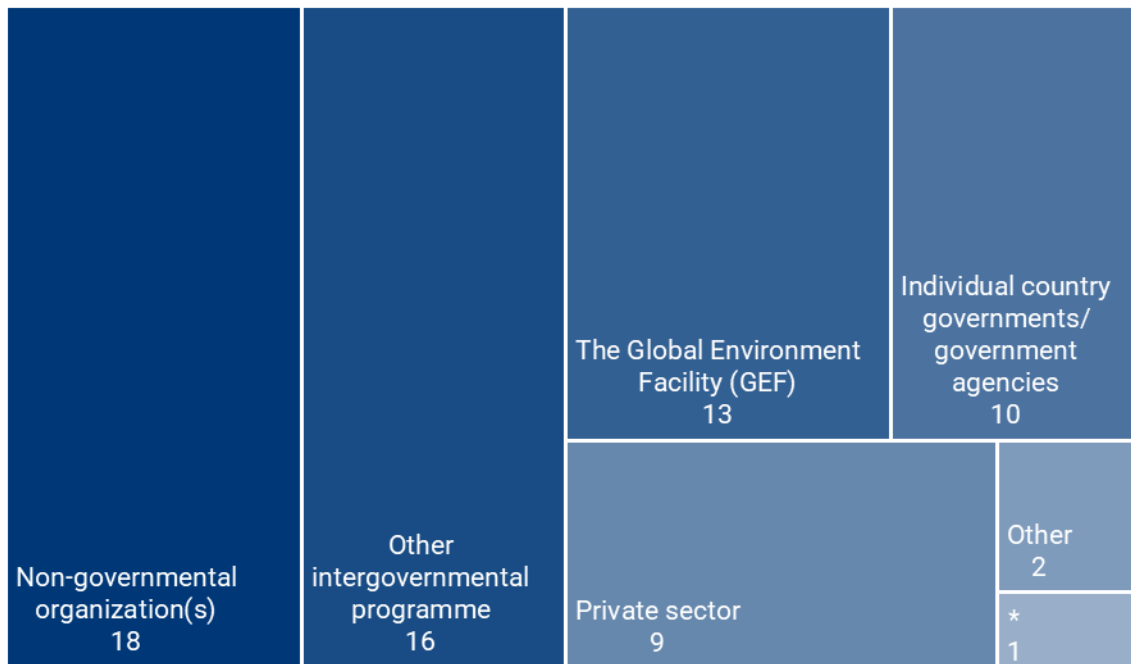 Non-governmental
organization(s)
18
Other
intergovernmental
programme
16
The Global Environment
Facility (GEF)
13
Individual country
governments/
government
agencies
10
Private sector
9
Other
2
*
1